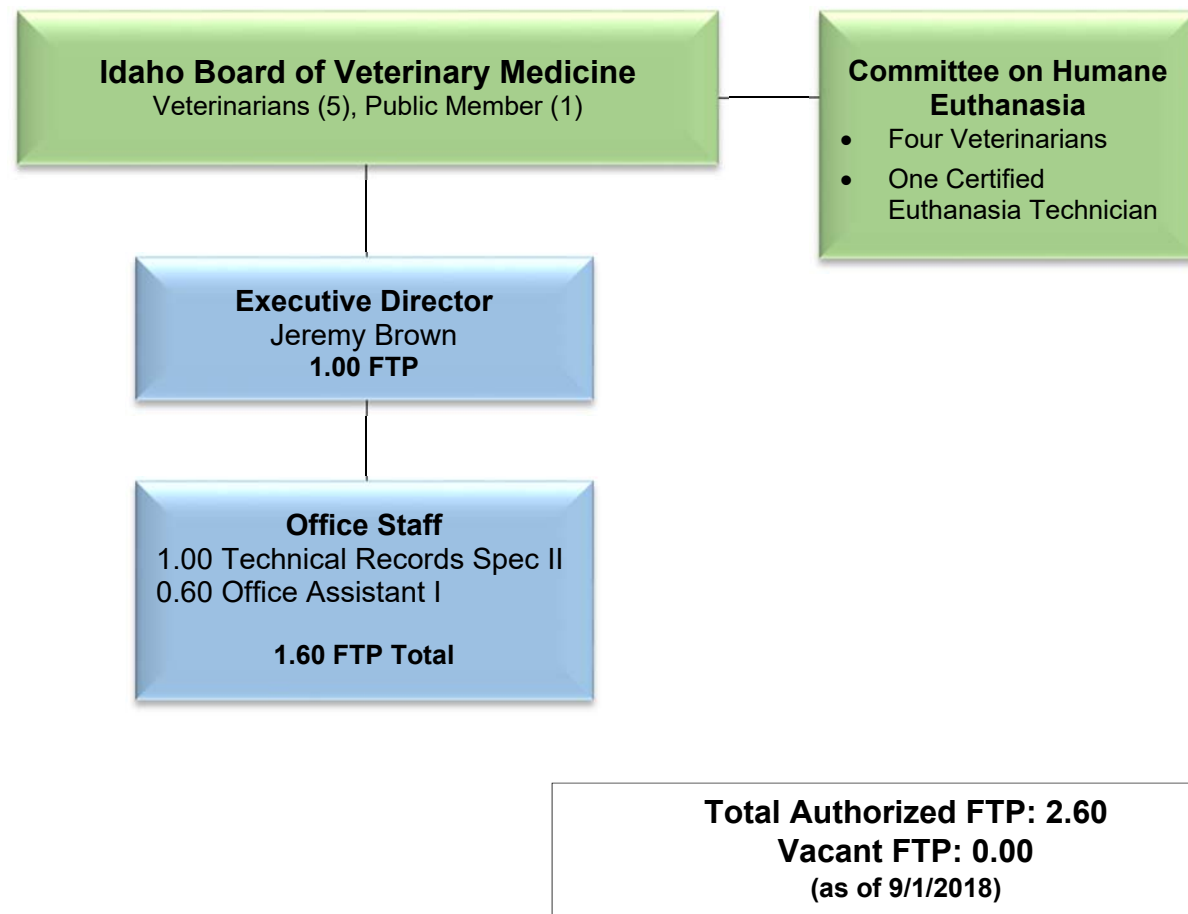 Idaho Board of Veterinary Medicine
Veterinarians (5), Public Member (1)
Committee on Humane
Euthanasia
• Four Veterinarians
• One Certified
Euthanasia Technician
Executive Director
Jeremy Brown
1.00 FTP
Office Staff
1.00 Technical Records Spec II
0.60 Office Assistant I
1.60 FTP Total
Total Authorized FTP: 2.60
Vacant FTP: 0.00
(as of 9/1/2018)